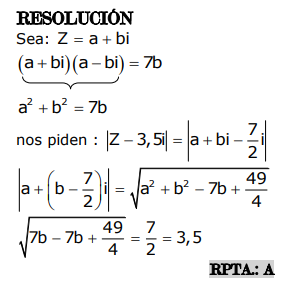 RESOLUCIÓN
Sea: Z = a + bi
(a + bi)(a − bi) = 7b
a² + b² = 7b
nos piden : |Z − 3,5i| = |a + bi − 7/2 i|
|a + (b − 7/2)i| = √(a² + b² − 7b + 49/4)
√(7b − 7b + 49/4) = 7/2 = 3,5
RPTA.: A